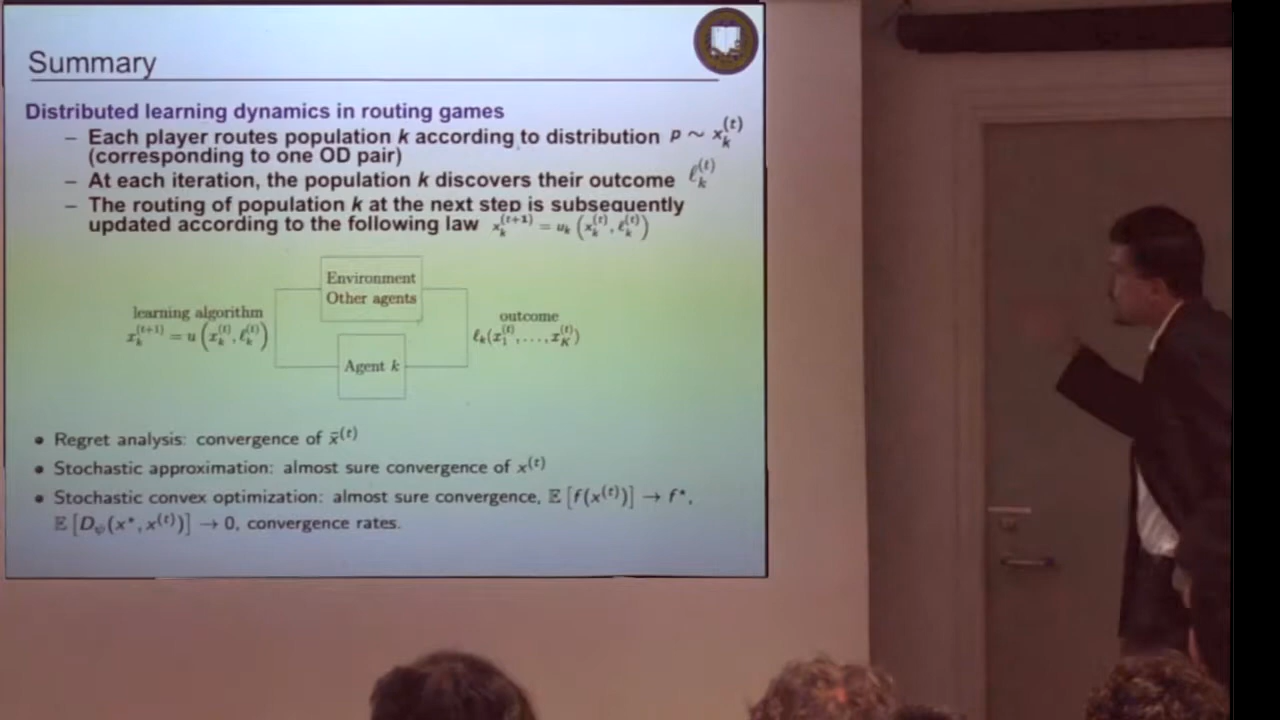 Summary
Distributed learning dynamics in routing games
– Each player routes population k according to distribution p ~ x_k^(t)
(corresponding to one OD pair)
– At each iteration, the population k discovers their outcome ℓ_k^(t)
– The routing of population k at the next step is subsequently
updated according to the following law x_k^(t+1) = u_k (x_k^(t), ℓ_k^(t))
Environment
Other agents
learning algorithm
x_k^(t+1) = u (x_k^(t), ℓ_k^(t))
outcome
ℓ_k(x_1^(t), ..., x_K^(t))
Agent k
• Regret analysis: convergence of x̄^(t)
• Stochastic approximation: almost sure convergence of x^(t)
• Stochastic convex optimization: almost sure convergence, 𝔼 [f(x^(t))] → f*,
𝔼 [D_ψ(x*, x^(t))] → 0, convergence rates.